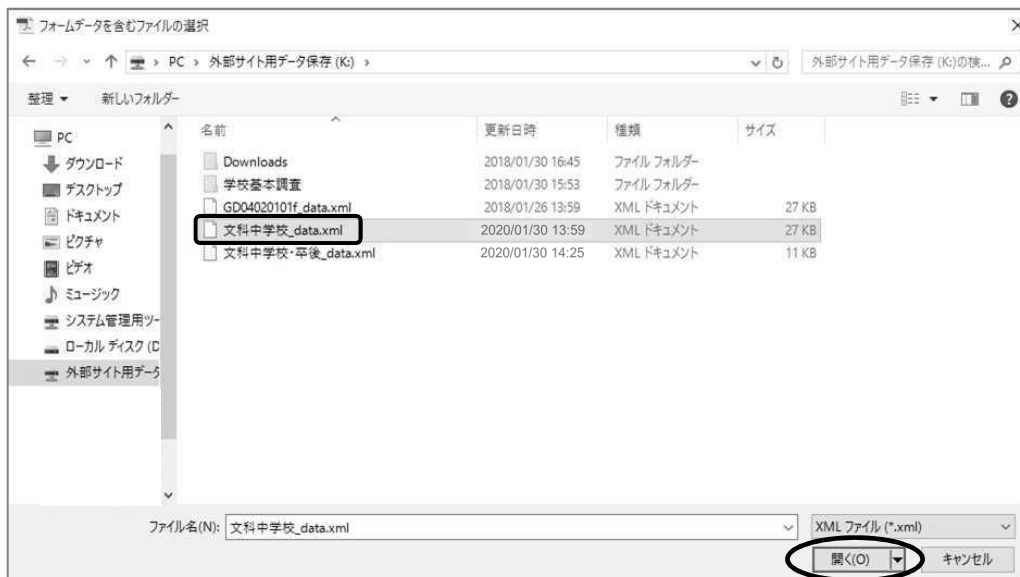 フォームデータを含むファイルの選択
PC › 外部サイト用データ保存 (K:) ›
外部サイト用データ保存 (K:)の検...
整理 新しいフォルダー
名前 更新日時 種類 サイズ
PC
ダウンロード
デスクトップ
ドキュメント
ピクチャ
ビデオ
ミュージック
システム管理用ツー
ローカル ディスク (D
外部サイト用データ
Downloads 2018/01/30 16:45 ファイル フォルダー
学校基本調査 2018/01/30 15:53 ファイル フォルダー
GD04020101f_data.xml 2018/01/26 13:59 XML ドキュメント 27 KB
文科中学校_data.xml 2020/01/30 13:59 XML ドキュメント 27 KB
文科中学校・卒後_data.xml 2020/01/30 14:25 XML ドキュメント 11 KB
ファイル名(N): 文科中学校_data.xml
XML ファイル (*.xml)
開く(O) キャンセル